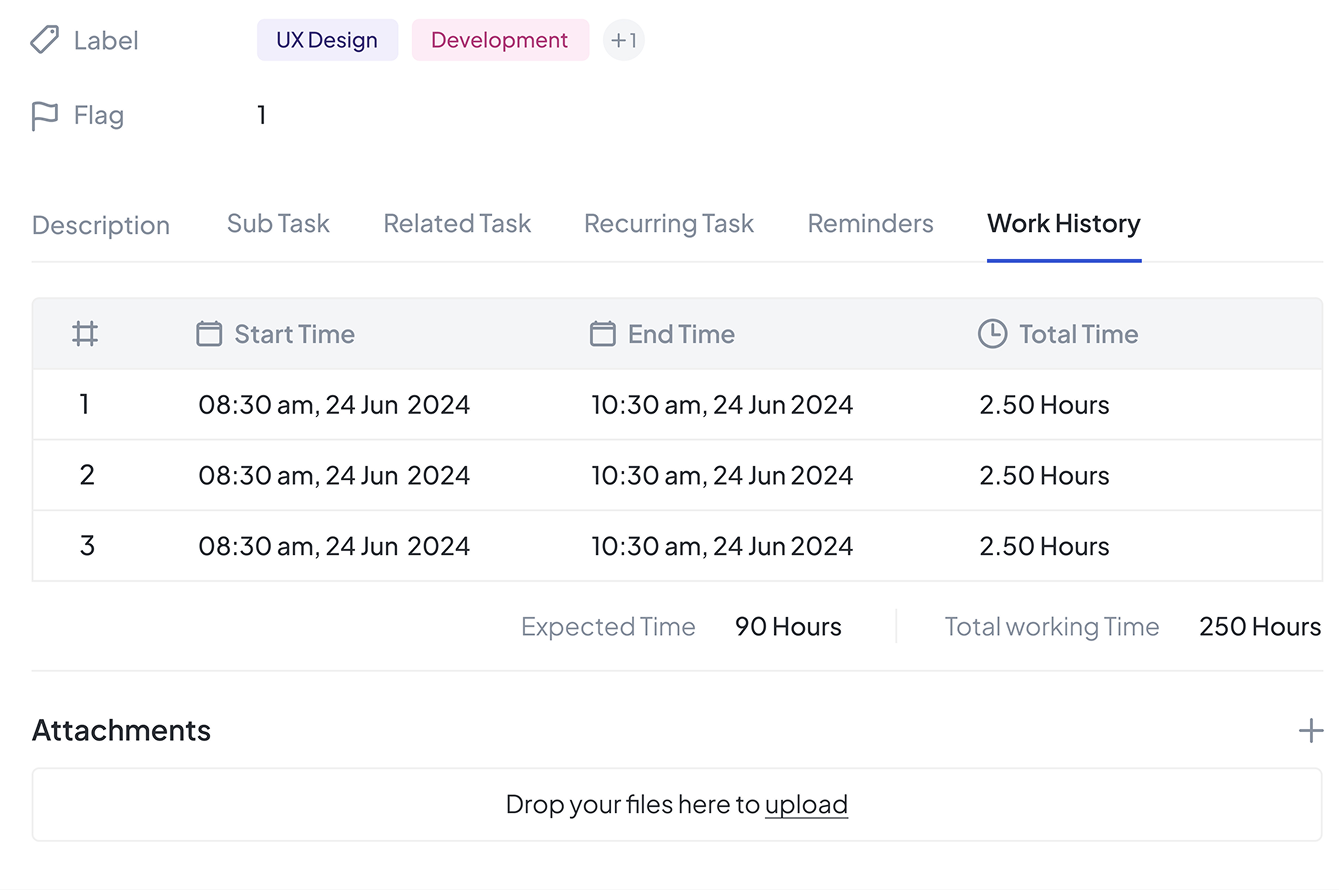 Label UX Design Development +1
Flag 1
Description Sub Task Related Task Recurring Task Reminders Work History
# Start Time End Time Total Time
1 08:30 am, 24 Jun 2024 10:30 am, 24 Jun 2024 2.50 Hours
2 08:30 am, 24 Jun 2024 10:30 am, 24 Jun 2024 2.50 Hours
3 08:30 am, 24 Jun 2024 10:30 am, 24 Jun 2024 2.50 Hours
Expected Time 90 Hours Total working Time 250 Hours
Attachments +
Drop your files here to upload